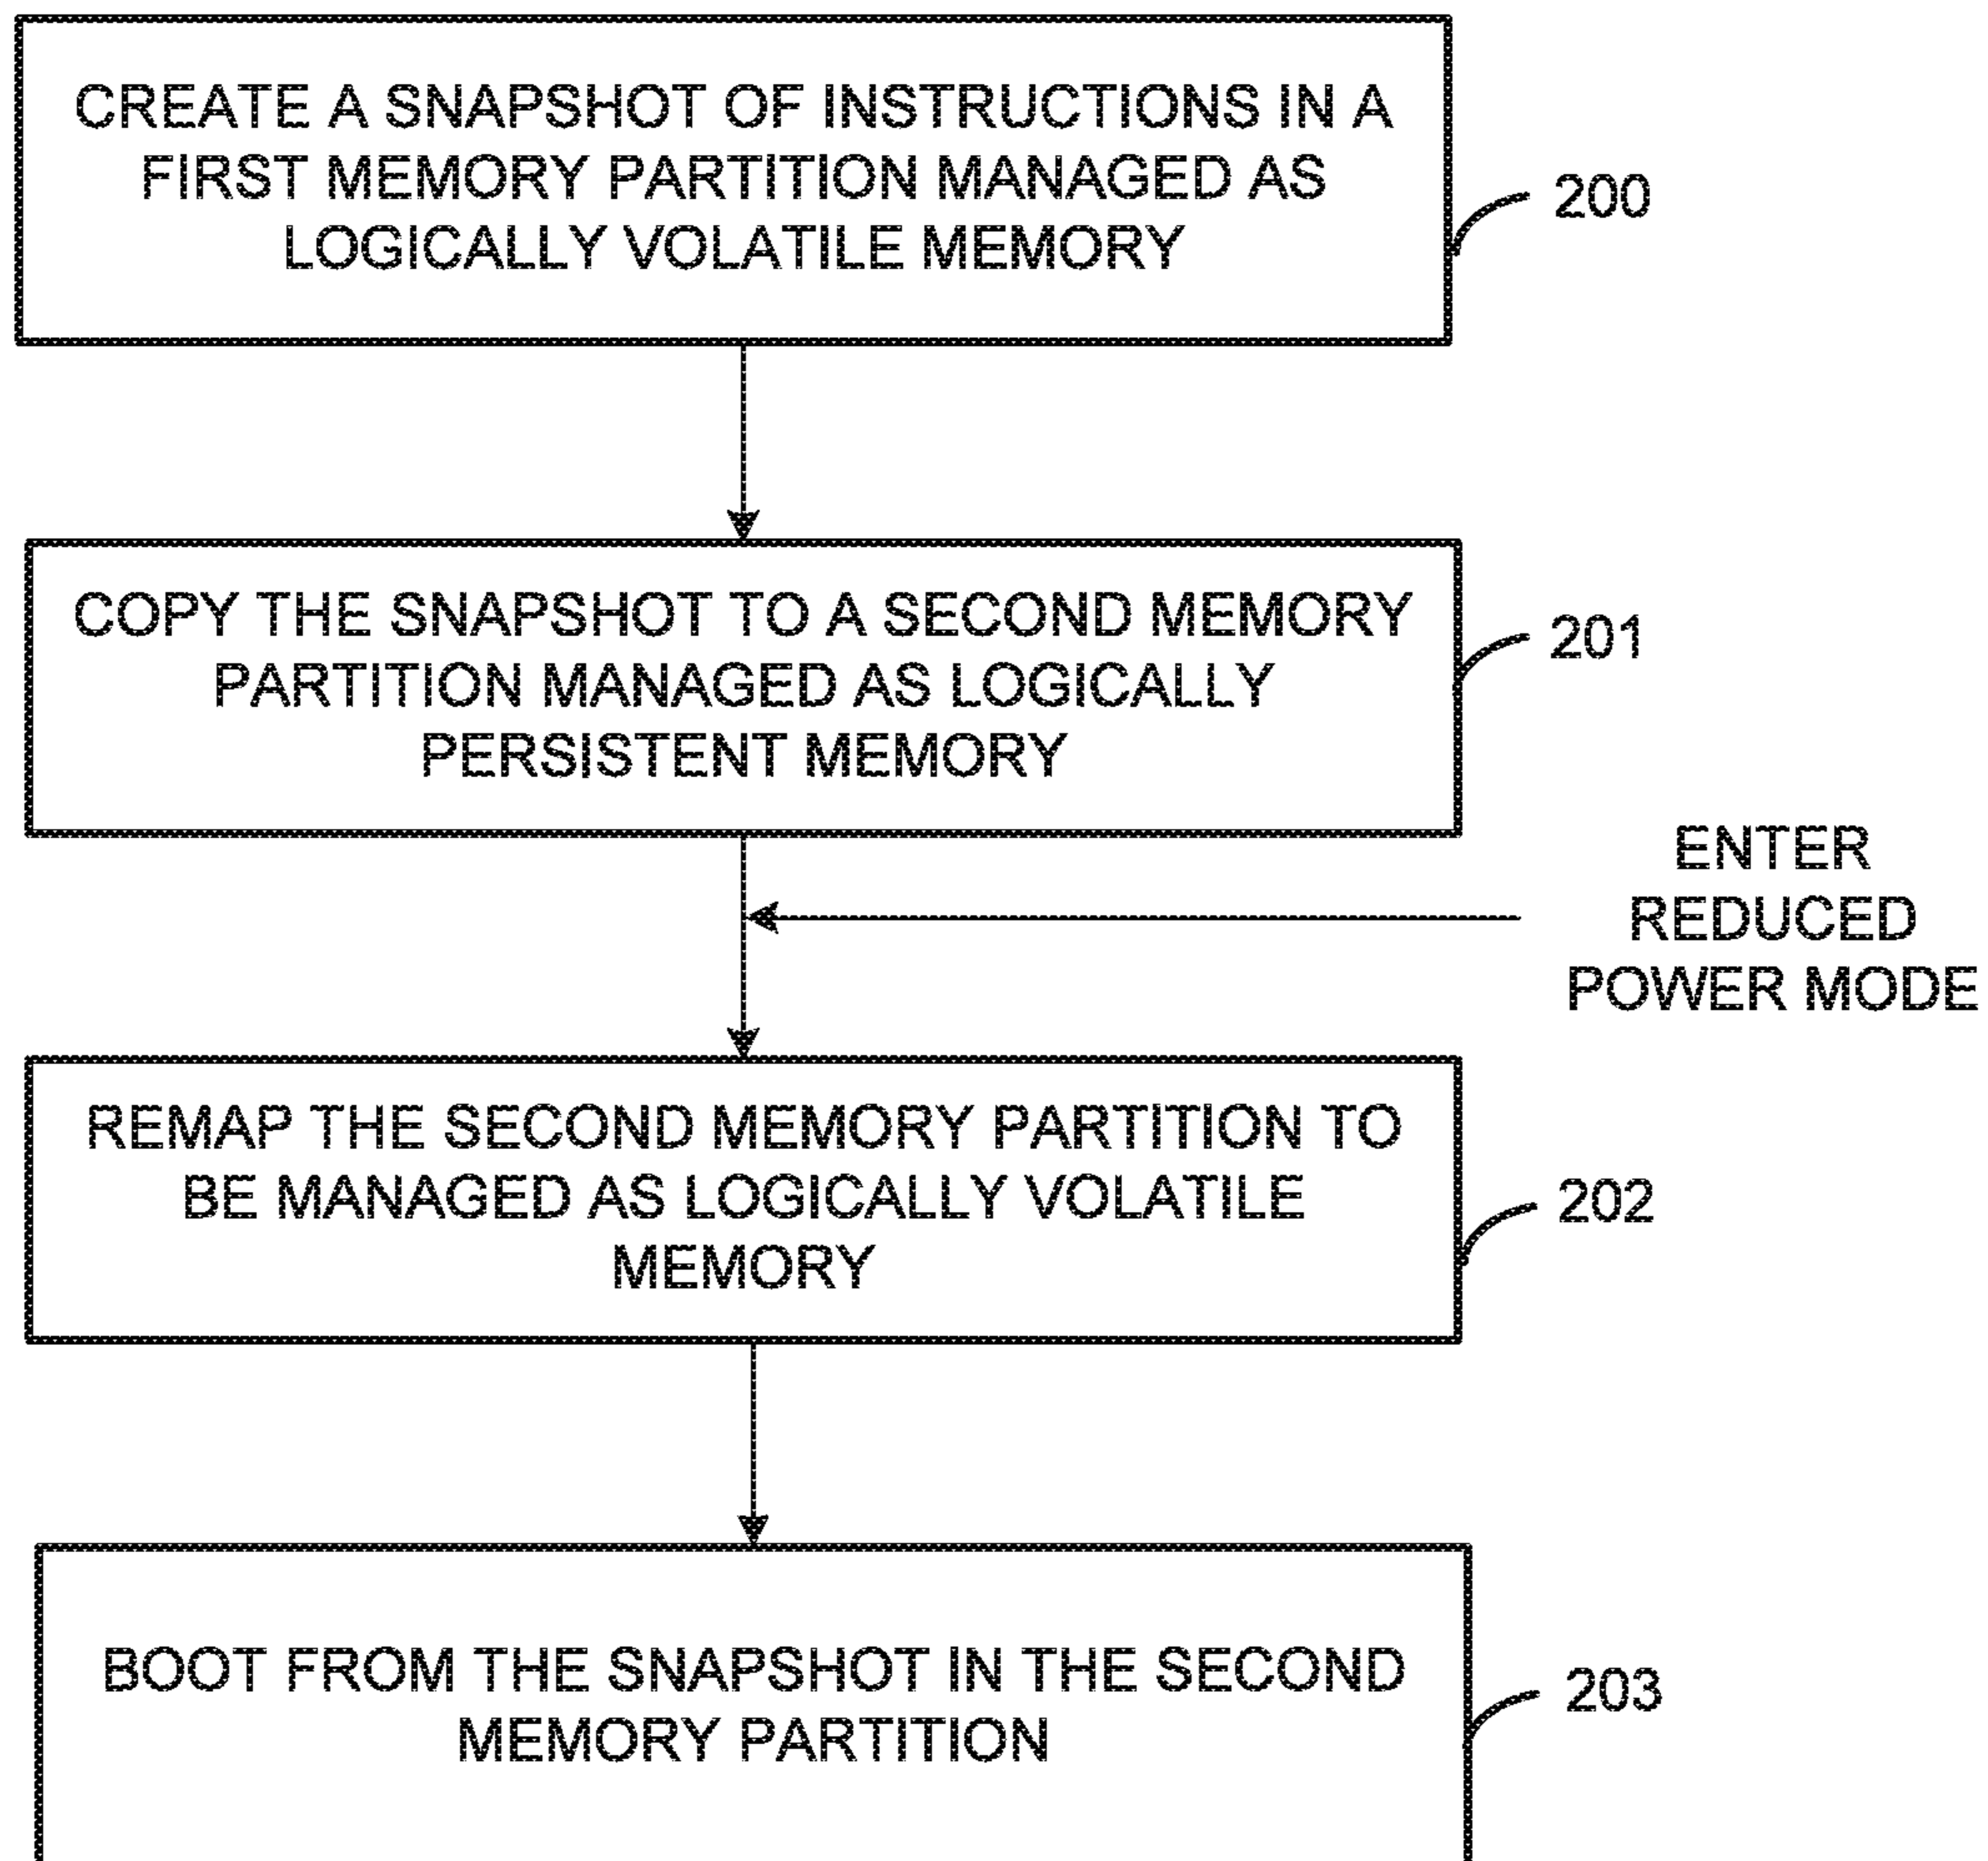 CREATE A SNAPSHOT OF INSTRUCTIONS IN A
FIRST MEMORY PARTITION MANAGED AS
LOGICALLY VOLATILE MEMORY
200
COPY THE SNAPSHOT TO A SECOND MEMORY
PARTITION MANAGED AS LOGICALLY
PERSISTENT MEMORY
201
ENTER
REDUCED
POWER MODE
REMAP THE SECOND MEMORY PARTITION TO
BE MANAGED AS LOGICALLY VOLATILE
MEMORY
202
BOOT FROM THE SNAPSHOT IN THE SECOND
MEMORY PARTITION
203